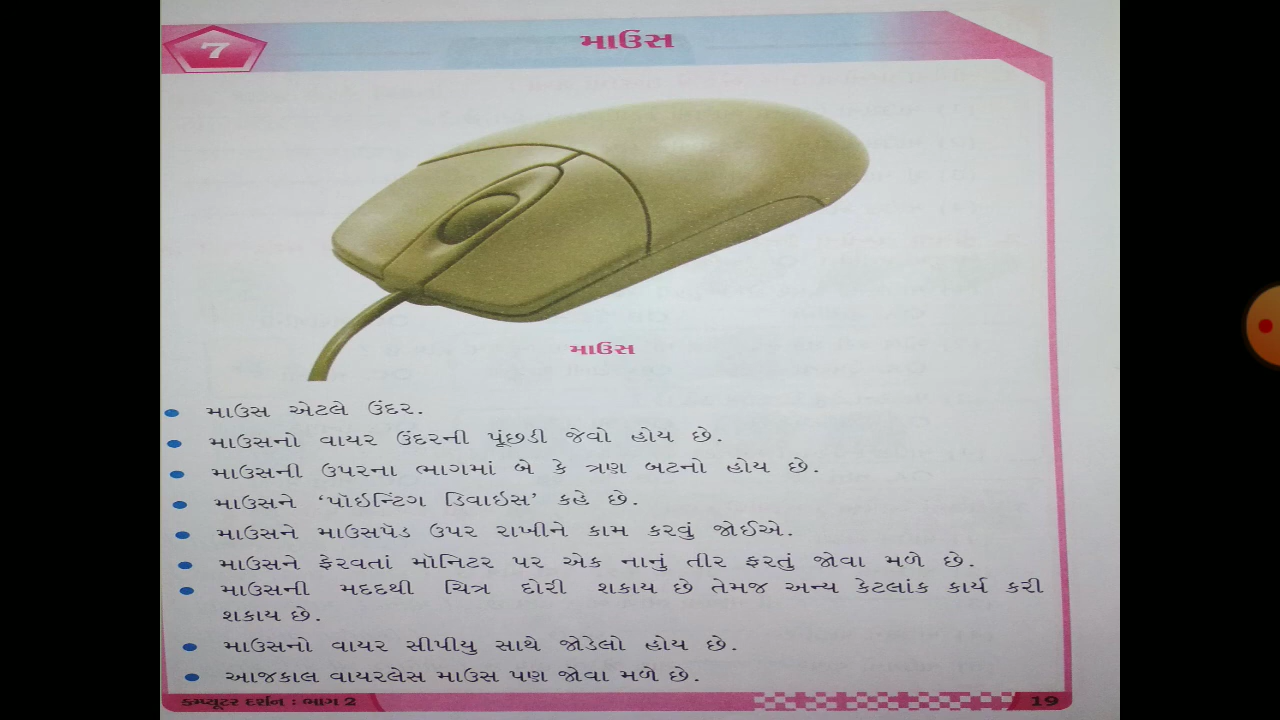 7
માઉસ
માઉસ
• માઉસ એટલે ઉંદર.
• માઉસનો વાયર ઉંદરની પૂંછડી જેવો હોય છે.
• માઉસની ઉપરના ભાગમાં બે કે ત્રણ બટનો હોય છે.
• માઉસને ‘પૉઇન્ટિંગ ડિવાઇસ’ કહે છે.
• માઉસને માઉસપૅડ ઉપર રાખીને કામ કરવું જોઈએ.
• માઉસને ફેરવતાં મૉનિટર પર એક નાનું તીર ફરતું જોવા મળે છે.
• માઉસની મદદથી ચિત્ર દોરી શકાય છે તેમજ અન્ય કેટલાંક કાર્ય કરી
શકાય છે.
• માઉસનો વાયર સીપીયુ સાથે જોડેલો હોય છે.
• આજકાલ વાયરલેસ માઉસ પણ જોવા મળે છે.
કમ્પ્યૂટર દર્શન : ભાગ 2
19